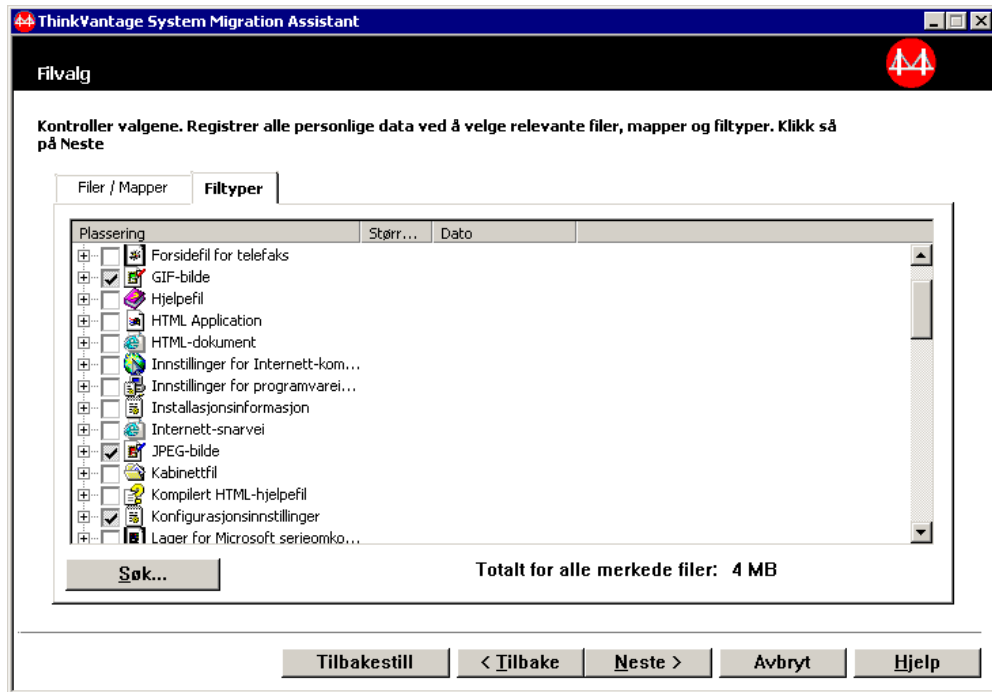 ThinkVantage System Migration Assistant
Filvalg
Kontroller valgene. Registrer alle personlige data ved å velge relevante filer, mapper og filtyper. Klikk så
på Neste
Filer / Mapper
Filtyper
Plassering
Størr...
Dato
Forsidefil for telefaks
GIF-bilde
Hjelpefil
HTML Application
HTML-dokument
Innstillinger for Internett-kom...
Innstillinger for programvarei...
Installasjonsinformasjon
Internett-snarvei
JPEG-bilde
Kabinettfil
Kompilert HTML-hjelpefil
Konfigurasjonsinnstillinger
Lager for Microsoft serieomko...
Søk...
Totalt for alle merkede filer: 4 MB
Tilbakestill
< Tilbake
Neste >
Avbryt
Hjelp